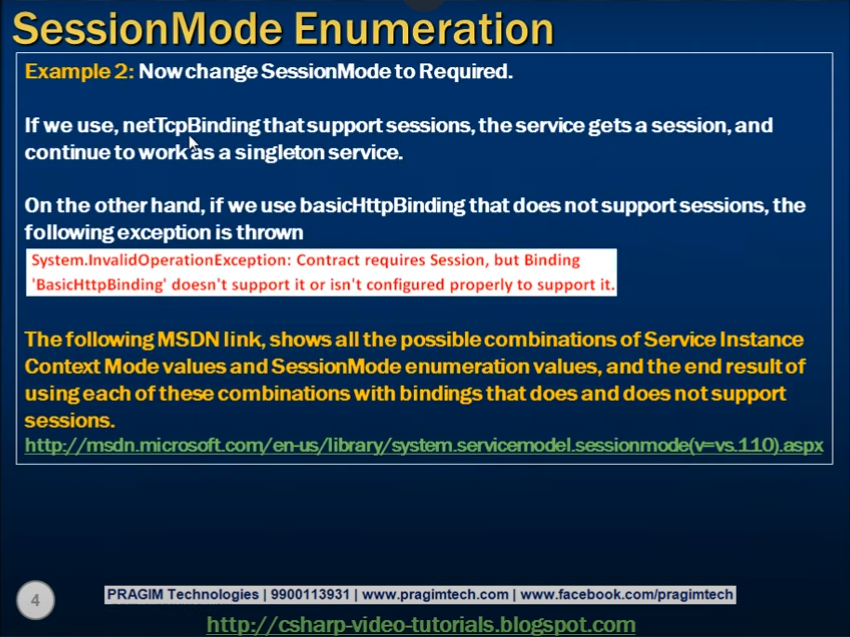 SessionMode Enumeration
Example 2: Now change SessionMode to Required.
If we use, netTcpBinding that support sessions, the service gets a session, and
continue to work as a singleton service.
On the other hand, if we use basicHttpBinding that does not support sessions, the
following exception is thrown
System.InvalidOperationException: Contract requires Session, but Binding
'BasicHttpBinding' doesn't support it or isn't configured properly to support it.
The following MSDN link, shows all the possible combinations of Service Instance
Context Mode values and SessionMode enumeration values, and the end result of
using each of these combinations with bindings that does and does not support
sessions.
http://msdn.microsoft.com/en-us/library/system.servicemodel.sessionmode(v=vs.110).aspx
4
PRAGIM Technologies | 9900113931 | www.pragimtech.com | www.facebook.com/pragimtech
http://csharp-video-tutorials.blogspot.com